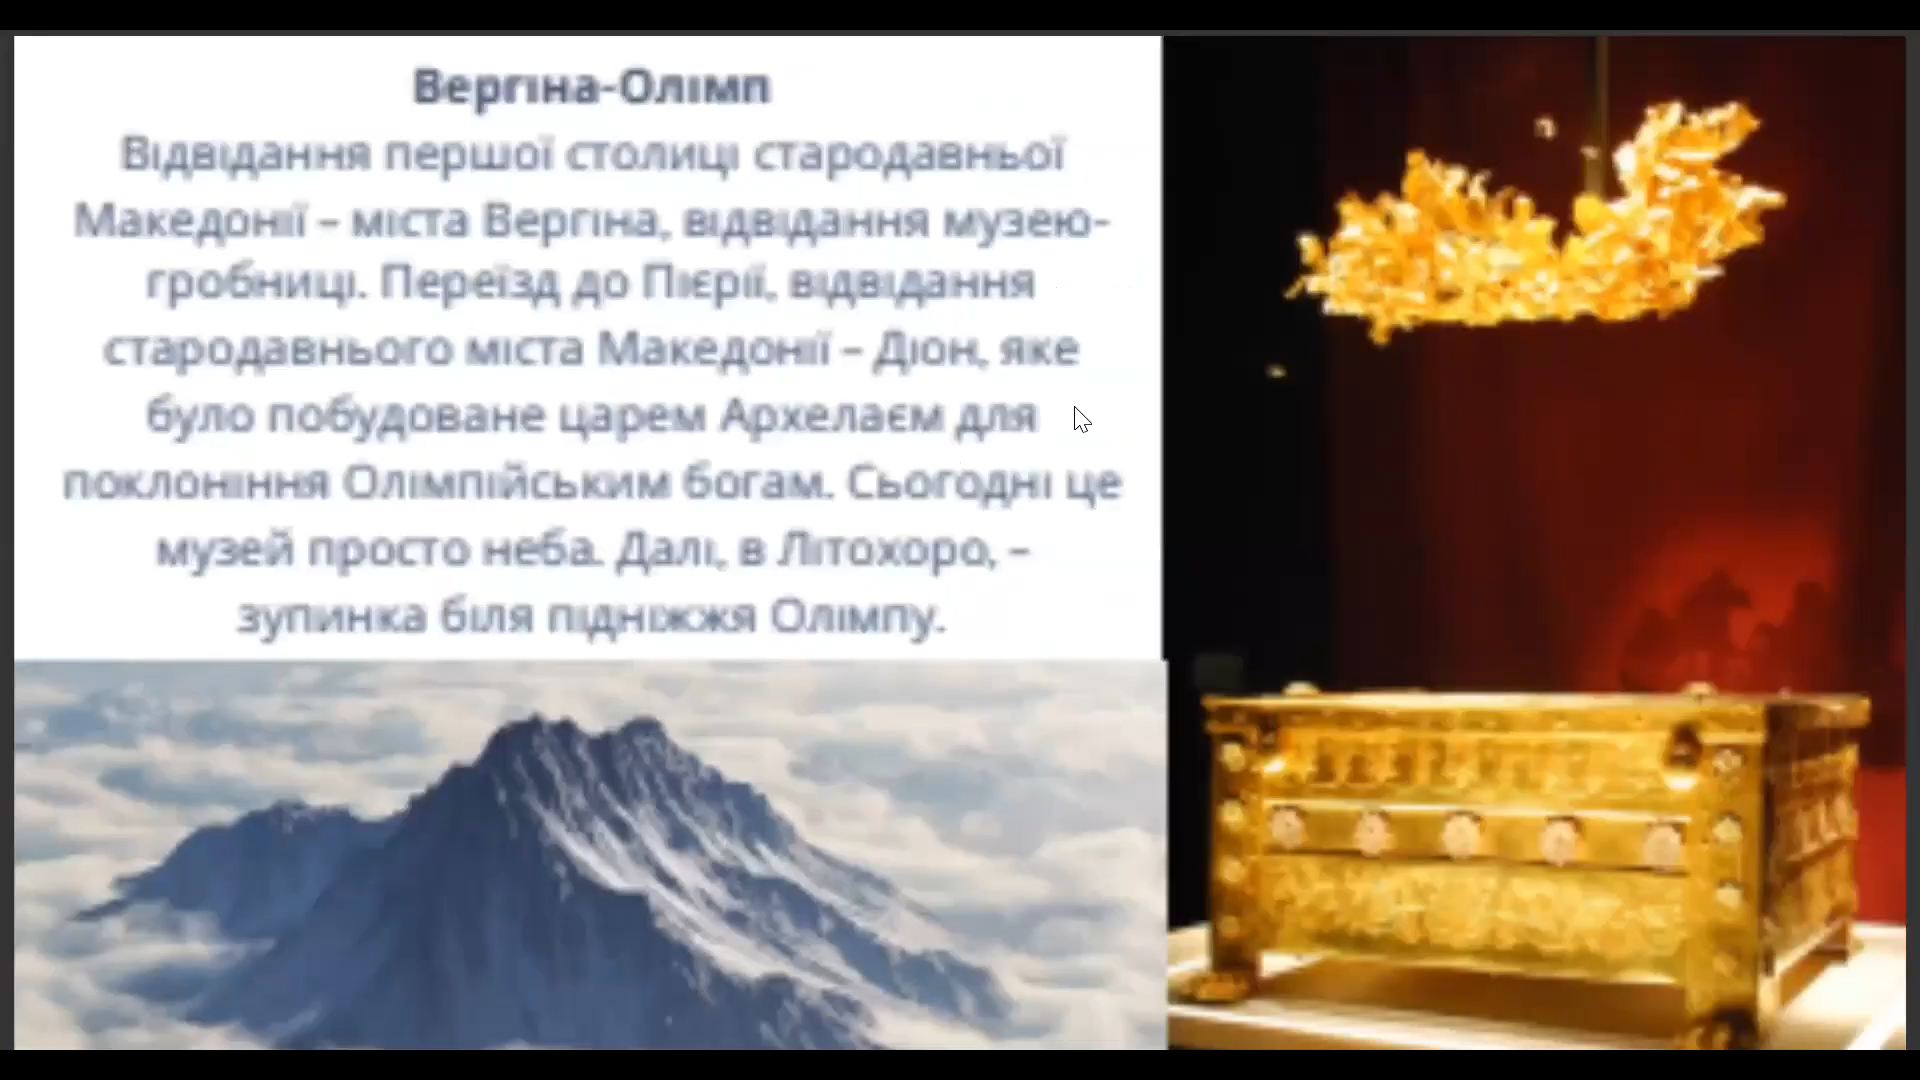 Вергіна-Олімп
Відвідання першої столиці стародавньої
Македонії – міста Вергіна, відвідання музею-
гробниці. Переїзд до Пієрії, відвідання
стародавнього міста Македонії – Діон, яке
було побудоване царем Архелаєм для
поклоніння Олімпійським богам. Сьогодні це
музей просто неба. Далі, в Літохоро, –
зупинка біля підніжжя Олімпу.